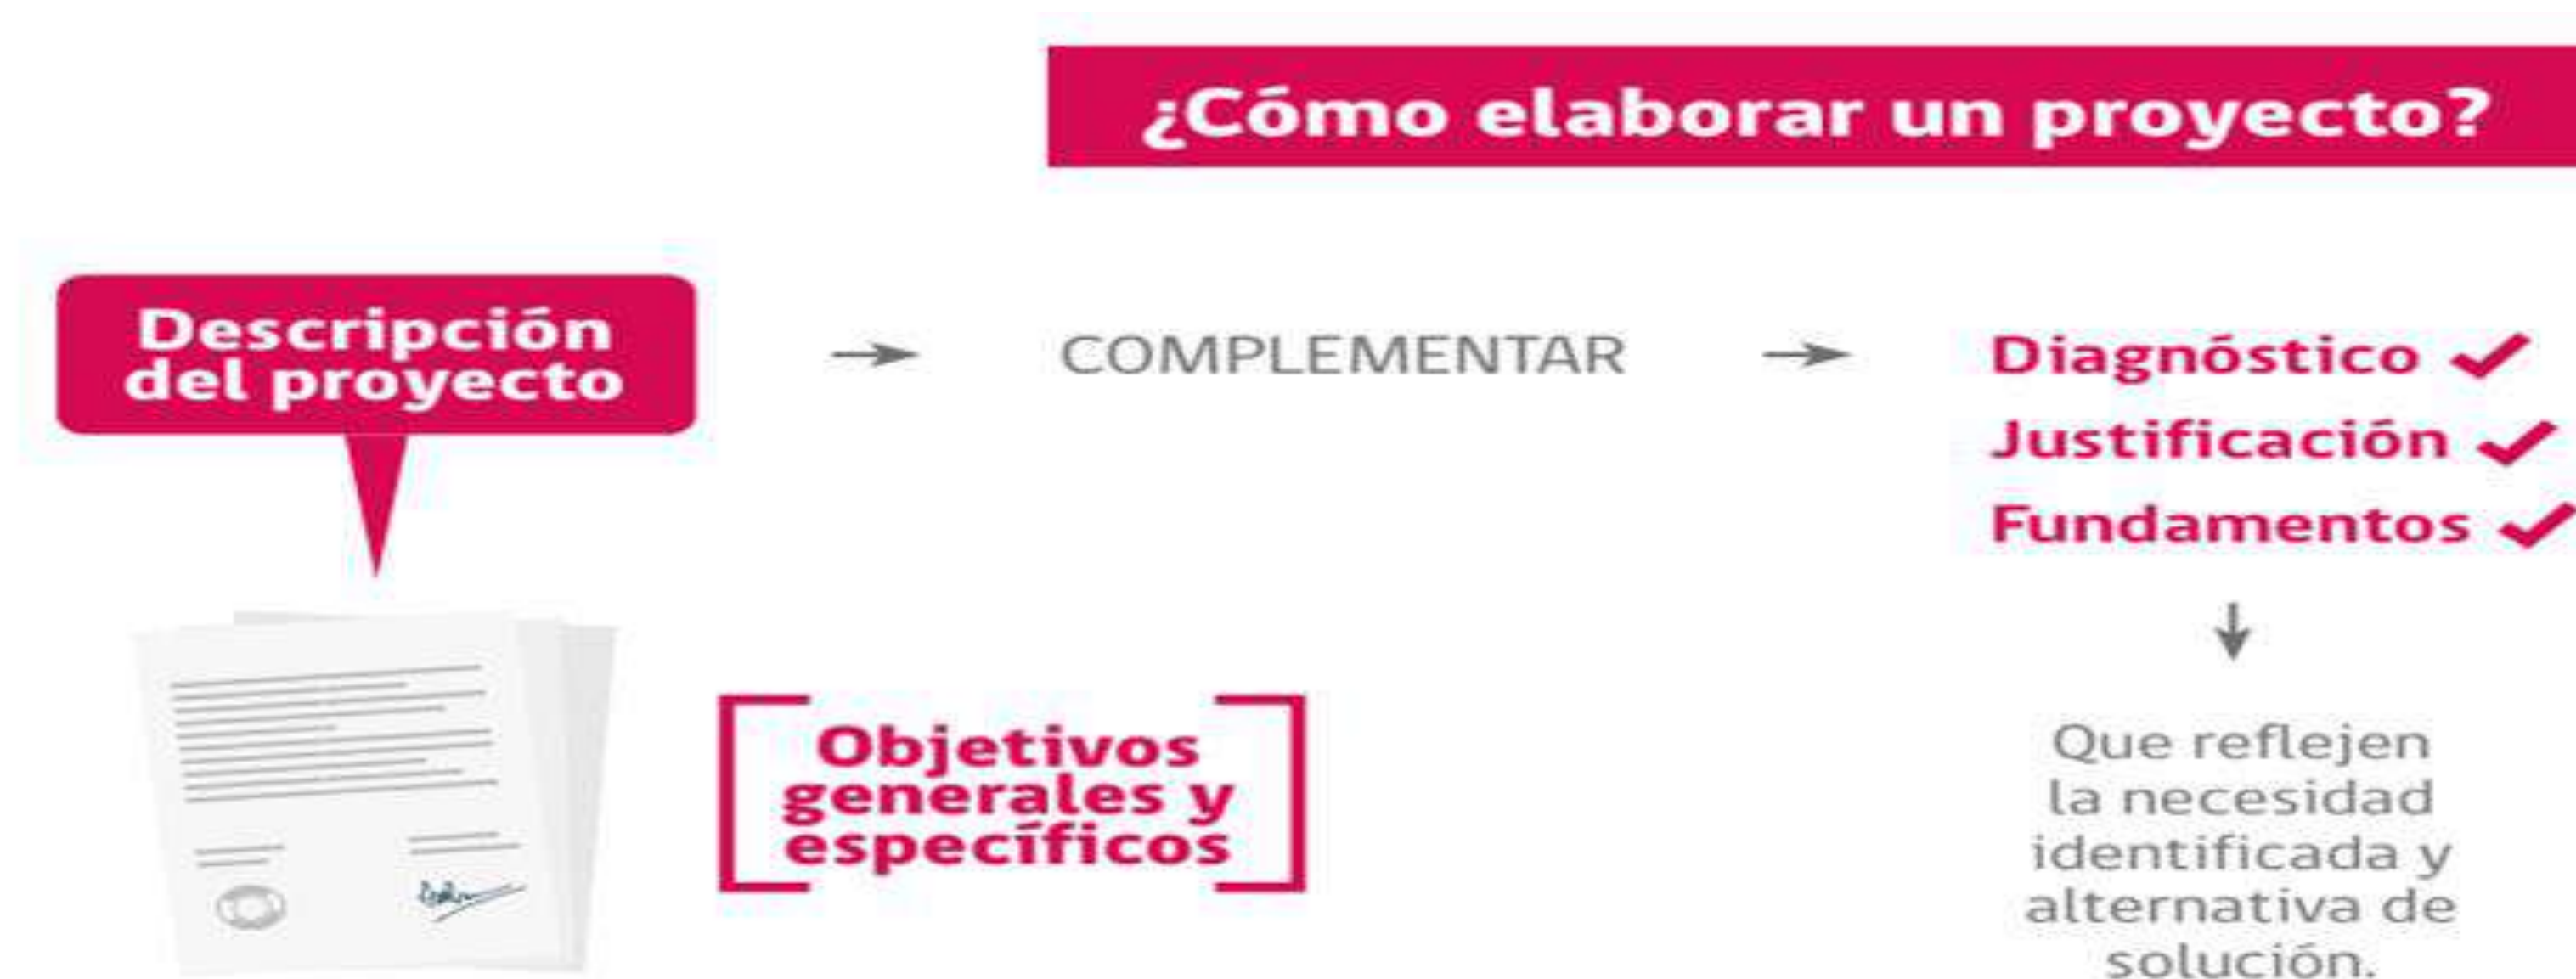 ¿Cómo elaborar un proyecto?
Descripción
del proyecto
COMPLEMENTAR
Diagnóstico
Justificación
Fundamentos
Objetivos
generales y
específicos
Que reflejen
la necesidad
identificada y
alternativa de
solución.